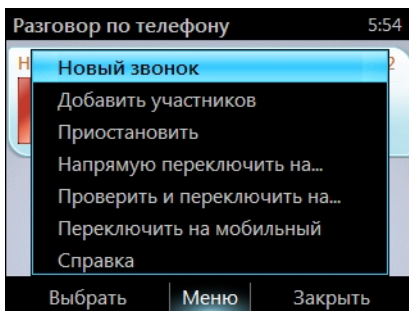 Разговор по телефону 5:54
Новый звонок
Добавить участников
Приостановить
Напрямую переключить на...
Проверить и переключить на...
Переключить на мобильный
Справка
Выбрать Меню Закрыть